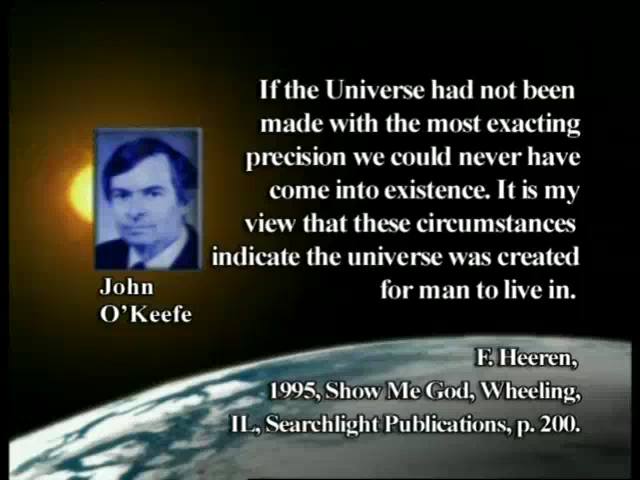 If the Universe had not been
made with the most exacting
precision we could never have
come into existence. It is my
view that these circumstances
indicate the universe was created
for man to live in.
John
O'Keefe
F. Heeren,
1995, Show Me God, Wheeling,
IL, Searchlight Publications, p. 200.